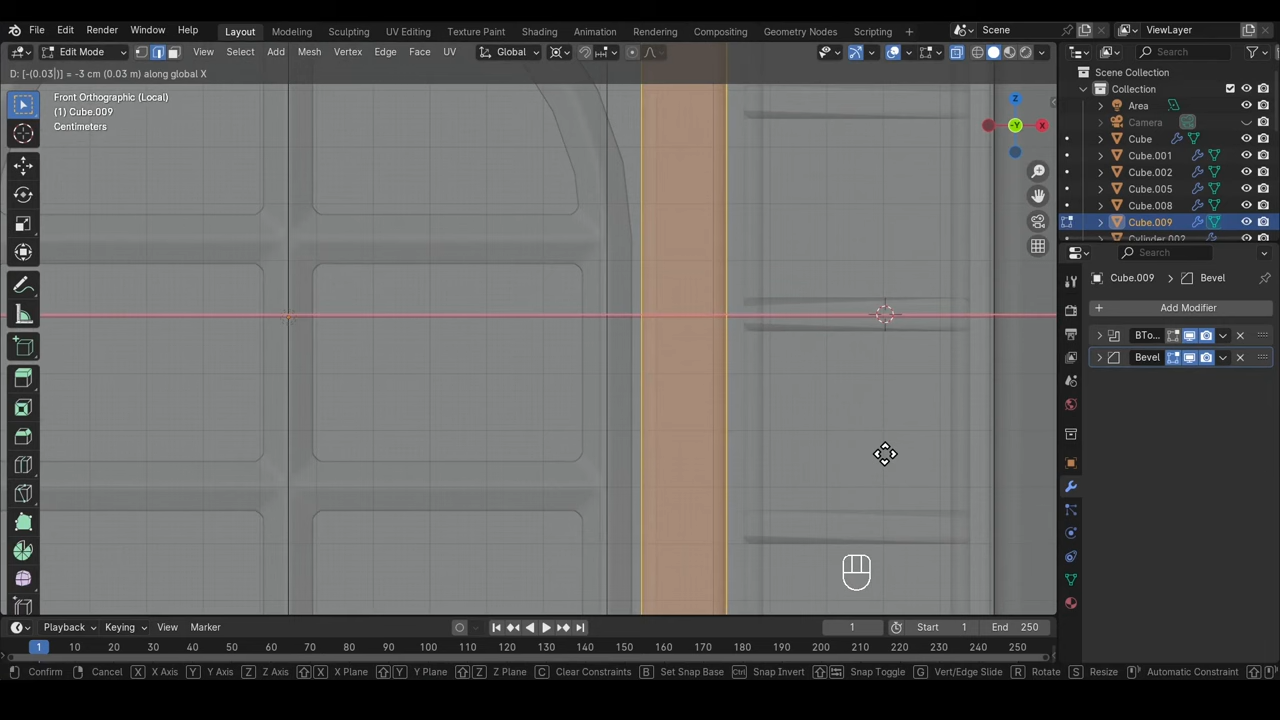 File Edit Render Window Help Layout Modeling Sculpting UV Editing Texture Paint Shading Animation Rendering Compositing Geometry Nodes Scripting Scene ViewLayer
Edit Mode View Select Add Mesh Vertex Edge Face UV Global Search
D: [-(0.03|)] = -3 cm (0.03 m) along global X
Scene Collection
Front Orthographic (Local)
(1) Cube.009
Centimeters
Collection
Area
Camera
Cube
Cube.001
Cube.002
Cube.005
Cube.008
Cube.009
Cylinder.002
Z
X
-Y
Search
Cube.009 > Bevel
+ Add Modifier
BTo...
Bevel
Playback Keying View Marker 1 Start 1 End 250
1 10 20 30 40 50 60 70 80 90 100 110 120 130 140 150 160 170 180 190 200 210 220 230 240 250
Confirm Cancel X X Axis Y Y Axis Z Z Axis X X Plane Y Y Plane Z Z Plane C Clear Constraints B Set Snap Base Ctrl Snap Invert Snap Toggle G Vert/Edge Slide R Rotate S Resize Automatic Constraint